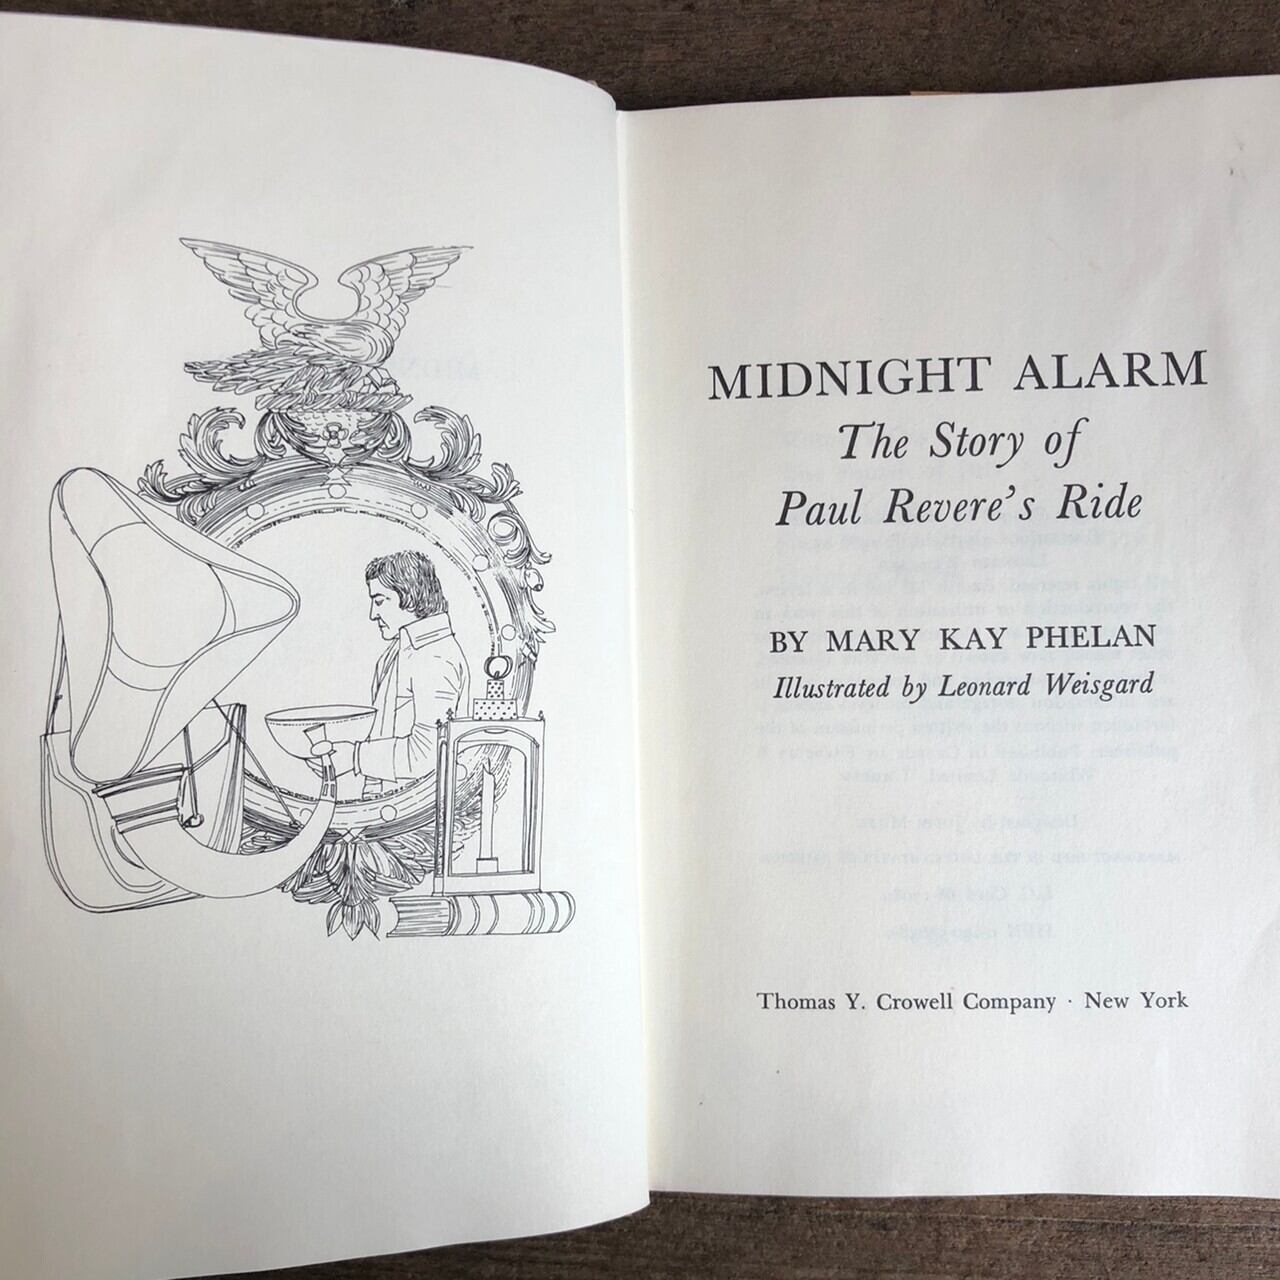 MIDNIGHT ALARM
The Story of
Paul Revere's Ride
BY MARY KAY PHELAN
Illustrated by Leonard Weisgard
Thomas Y. Crowell Company · New York